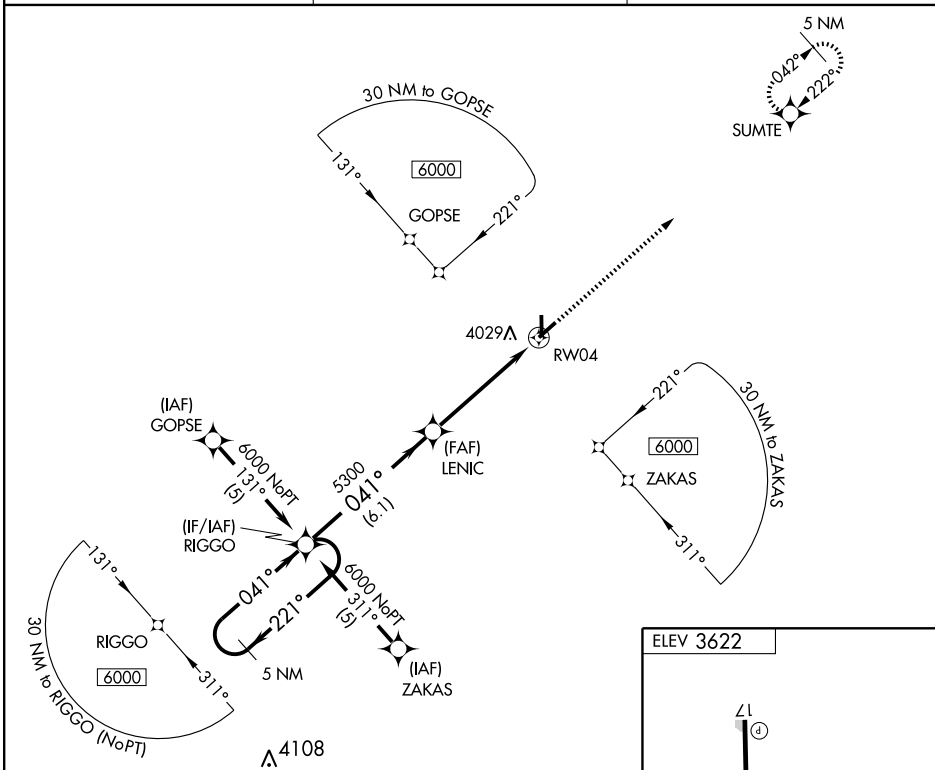 5 NM
042°
222°
SUMTE
30 NM to GOPSE
131°
6000
221°
GOPSE
4029
RW04
(IAF)
GOPSE
6000 NoPT
131°
(5)
(FAF)
LENIC
5300
041°
(6.1)
221°
6000
ZAKAS
30 NM to ZAKAS
311°
(IF/IAF)
RIGGO
041°
221°
5 NM
6000 NoPT
311°
(5)
(IAF)
ZAKAS
131°
RIGGO
6000
311°
30 NM to RIGGO (NoPT)
4108
ELEV 3622
17
P